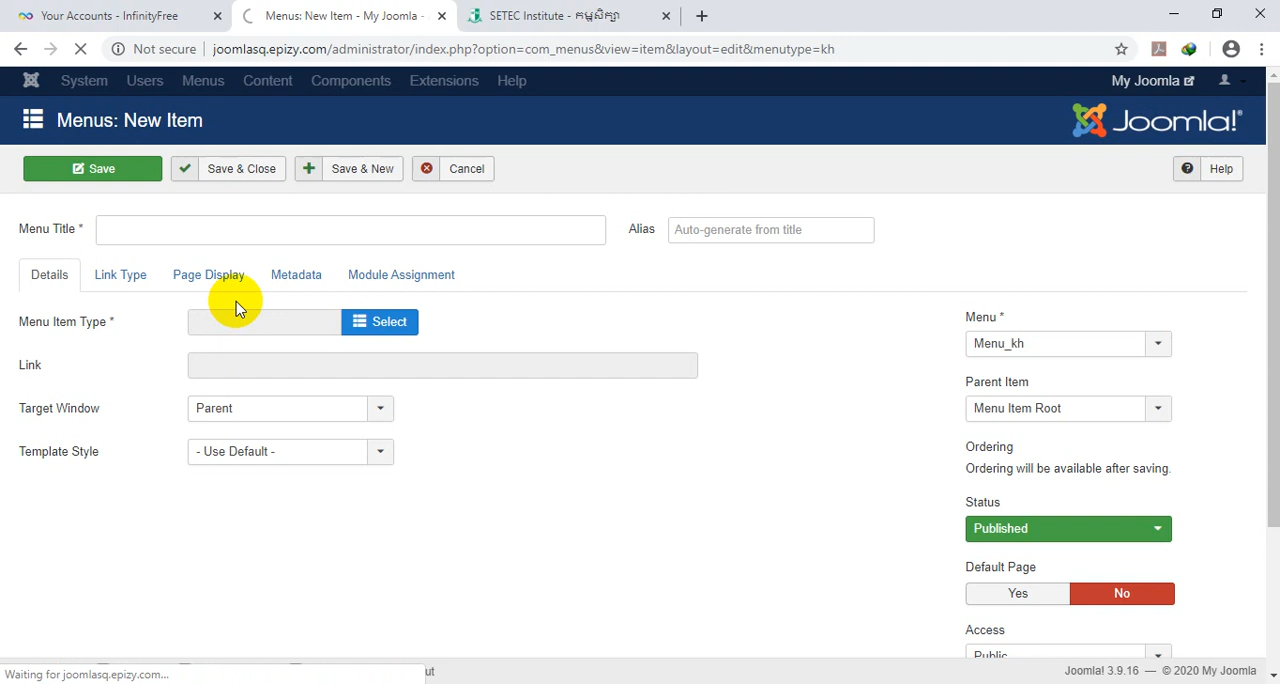 Your Accounts - InfinityFree
Menus: New Item - My Joomla -
SETEC Institute - កម្ពុជា
Not secure | joomlasq.epizy.com/administrator/index.php?option=com_menus&view=item&layout=edit&menutype=kh
System Users Menus Content Components Extensions Help My Joomla
Menus: New Item
Joomla!®
Save Save & Close Save & New Cancel Help
Menu Title * Alias Auto-generate from title
Details Link Type Page Display Metadata Module Assignment
Menu Item Type * Select
Link
Target Window Parent
Template Style - Use Default -
Menu *
Menu_kh
Parent Item
Menu Item Root
Ordering
Ordering will be available after saving.
Status
Published
Default Page
Yes No
Access
Public
Waiting for joomlasq.epizy.com... ut Joomla! 3.9.16 — © 2020 My Joomla